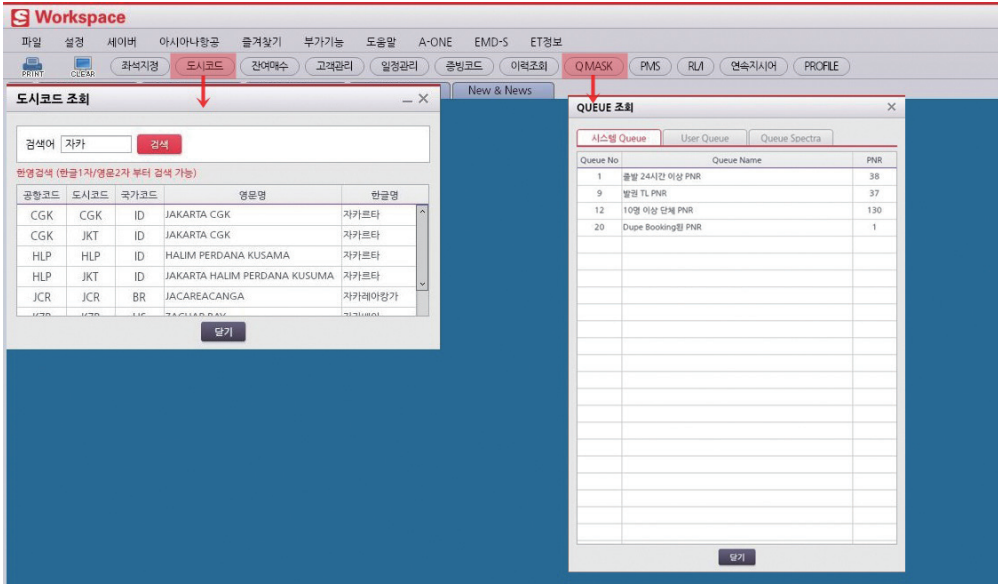 S Workspace
파일 설정 세이버 아시아나항공 즐겨찾기 부가기능 도움말 A-ONE EMD-S ET정보
PRINT CLEAR 좌석지정 도시코드 잔여매수 고객관리 일정관리 증빙코드 이력조회 Q MASK PMS RL/I 연속지시어 PROFILE
New & News
도시코드 조회
검색어 자카 검색
한영검색 (한글1자/영문2자 부터 검색 가능)
공항코드 도시코드 국가코드 영문명 한글명
CGK CGK ID JAKARTA CGK 자카르타
CGK JKT ID JAKARTA CGK 자카르타
HLP HLP ID HALIM PERDANA KUSAMA 자카르타
HLP JKT ID JAKARTA HALIM PERDANA KUSUMA 자카르타
JCR JCR BR JACAREACANGA 자카레아캉가
닫기
QUEUE 조회
시스템 Queue User Queue Queue Spectra
Queue No Queue Name PNR
1 출발 24시간 이상 PNR 38
9 발권 TL PNR 37
12 10명 이상 단체 PNR 130
20 Dupe Booking된 PNR 1
닫기